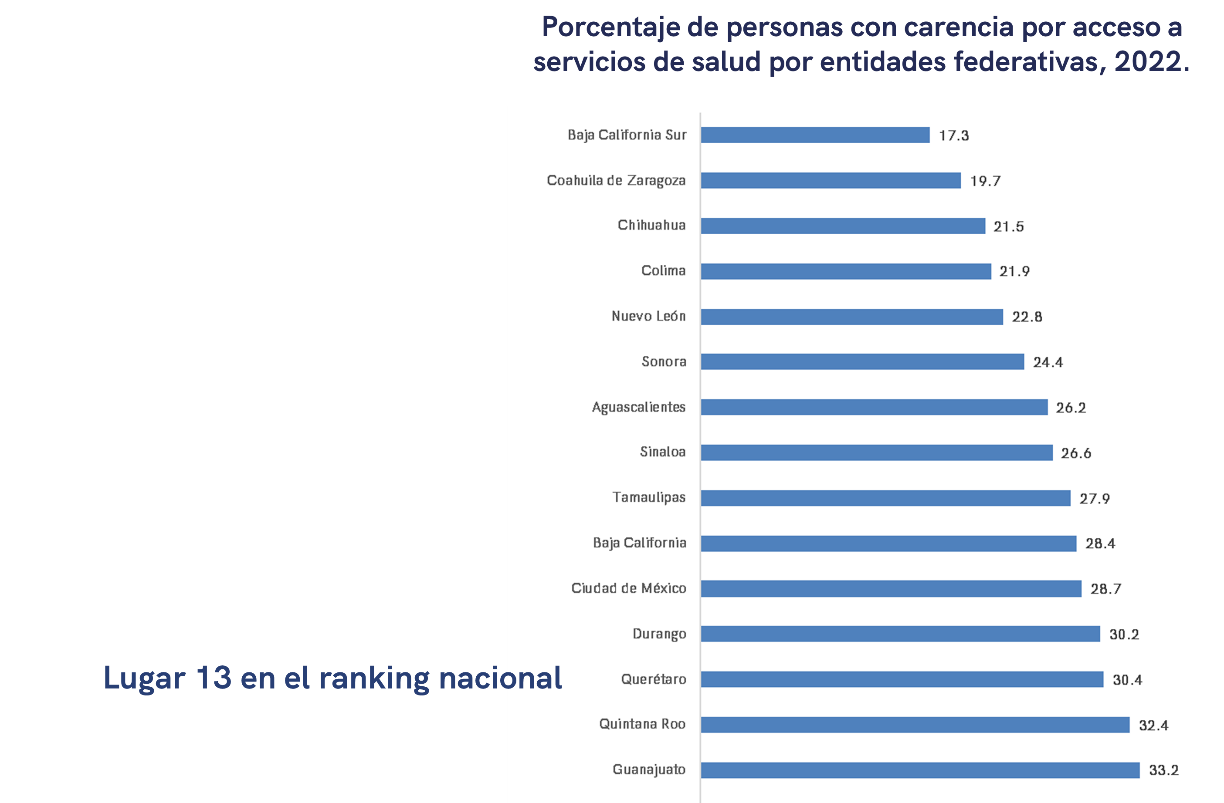 Porcentaje de personas con carencia por acceso a
servicios de salud por entidades federativas, 2022.
Baja California Sur 17.3
Coahuila de Zaragoza 19.7
Chihuahua 21.5
Colima 21.9
Nuevo León 22.8
Sonora 24.4
Aguascalientes 26.2
Sinaloa 26.6
Tamaulipas 27.9
Baja California 28.4
Ciudad de México 28.7
Durango 30.2
Lugar 13 en el ranking nacional
Querétaro 30.4
Quintana Roo 32.4
Guanajuato 33.2